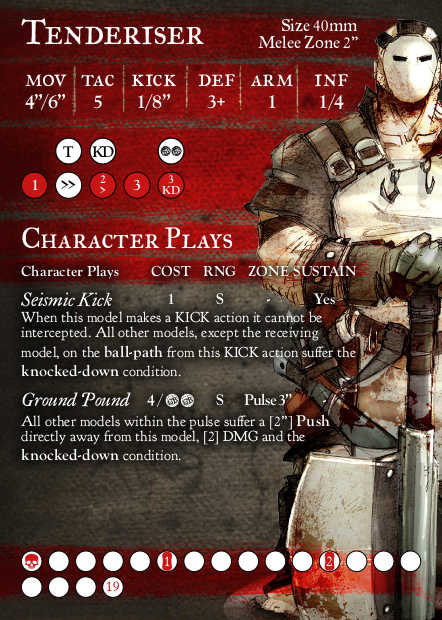 Tenderiser
Size 40mm
Melee Zone 2”
MOV TAC KICK DEF ARM INF
4”/6” 5 1/8” 3+ 1 1/4
T KD
1 >> 2 > 3 3 KD
Character Plays
Character Plays COST RNG ZONE SUSTAIN
Seismic Kick 1 S - Yes
When this model makes a KICK action it cannot be
intercepted. All other models, except the receiving
model, on the ball-path from this KICK action suffer the
knocked-down condition.
Ground Pound 4/ S Pulse 3” -
All other models within the pulse suffer a [2”] Push
directly away from this model, [2] DMG and the
knocked-down condition.
1 2
19